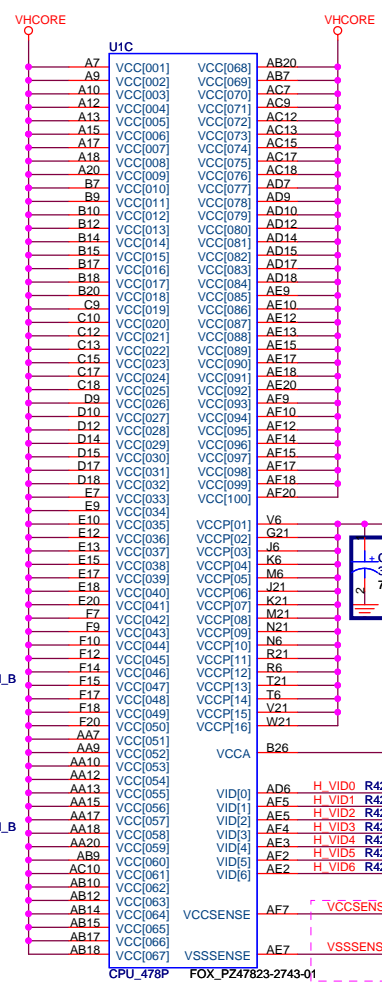 VHCORE VHCORE
U1C
A7 VCC[001] VCC[068] AB20
A9 VCC[002] VCC[069] AB7
A10 VCC[003] VCC[070] AC7
A12 VCC[004] VCC[071] AC9
A13 VCC[005] VCC[072] AC12
A15 VCC[006] VCC[073] AC13
A17 VCC[007] VCC[074] AC15
A18 VCC[008] VCC[075] AC17
A20 VCC[009] VCC[076] AC18
B7 VCC[010] VCC[077] AD7
B9 VCC[011] VCC[078] AD9
B10 VCC[012] VCC[079] AD10
B12 VCC[013] VCC[080] AD12
B14 VCC[014] VCC[081] AD14
B15 VCC[015] VCC[082] AD15
B17 VCC[016] VCC[083] AD17
B18 VCC[017] VCC[084] AD18
B20 VCC[018] VCC[085] AE9
C9 VCC[019] VCC[086] AE10
C10 VCC[020] VCC[087] AE12
C12 VCC[021] VCC[088] AE13
C13 VCC[022] VCC[089] AE15
C15 VCC[023] VCC[090] AE17
C17 VCC[024] VCC[091] AE18
C18 VCC[025] VCC[092] AE20
D9 VCC[026] VCC[093] AF9
D10 VCC[027] VCC[094] AF10
D12 VCC[028] VCC[095] AF12
D14 VCC[029] VCC[096] AF14
D15 VCC[030] VCC[097] AF15
D17 VCC[031] VCC[098] AF17
D18 VCC[032] VCC[099] AF18
E7 VCC[033] VCC[100] AF20
E9 VCC[034]
E10 VCC[035] VCCP[01] V6
E12 VCC[036] VCCP[02] G21
E13 VCC[037] VCCP[03] J6
E15 VCC[038] VCCP[04] K6
E17 VCC[039] VCCP[05] M6
E18 VCC[040] VCCP[06] J21
E20 VCC[041] VCCP[07] K21
F7 VCC[042] VCCP[08] M21
F9 VCC[043] VCCP[09] N21
F10 VCC[044] VCCP[10] N6
F12 VCC[045] VCCP[11] R21
F14 VCC[046] VCCP[12] R6
F15 VCC[047] VCCP[13] T21
F17 VCC[048] VCCP[14] T6
F18 VCC[049] VCCP[15] V21
F20 VCC[050] VCCP[16] W21
AA7 VCC[051]
AA9 VCC[052] VCCA B26
AA10 VCC[053]
AA12 VCC[054]
AA13 VCC[055] VID[0] AD6 H_VID0 R42
AA15 VCC[056] VID[1] AF5 H_VID1 R42
AA17 VCC[057] VID[2] AE5 H_VID2 R42
AA18 VCC[058] VID[3] AF4 H_VID3 R42
AA20 VCC[059] VID[4] AE3 H_VID4 R42
AB9 VCC[060] VID[5] AF2 H_VID5 R42
AC10 VCC[061] VID[6] AE2 H_VID6 R42
AB10 VCC[062]
AB12 VCC[063]
AB14 VCC[064] VCCSENSE AF7 VCCSENS
AB15 VCC[065]
AB17 VCC[066]
AB18 VCC[067] VSSSENSE AE7 VSSSENS
CPU_478P FOX_PZ47823-2743-01
I_B
I_B
+ 2